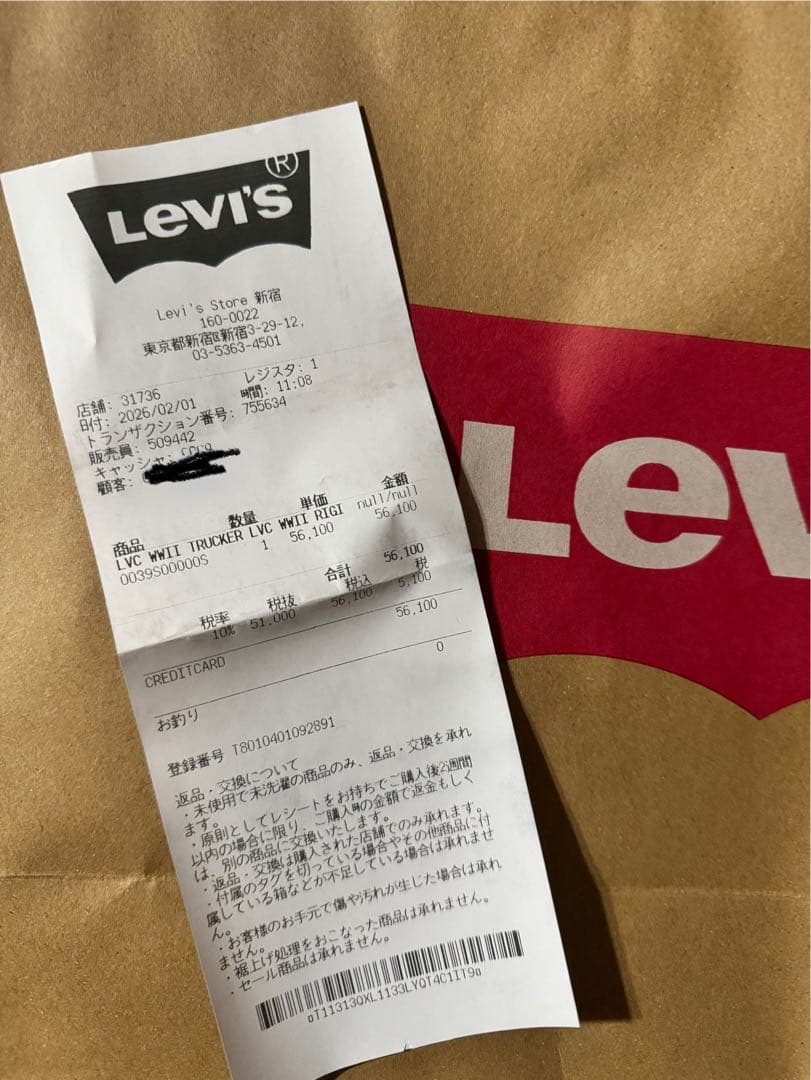 LEVI'S®
Levi's Store 新宿
160-0022
東京都新宿区新宿3-29-12,
03-5363-4501
店舗: 31736 レジスタ: 1
日付: 2026/02/01 時間: 11:08
トランザクション番号: 755634
販売員: 509442
キャッシャ:
顧客:
商品 数量 単価 金額
LVC WWII TRUCKER LVC WWII RIGI null/null
0039S00000S 1 56,100 56,100
合計 56,100
税率 税抜 税込 税
10% 51,000 56,100 5,100
CREDITCARD 56,100
お釣り 0
登録番号 T8010401092891
返品・交換について
・未使用で未洗濯の商品のみ、返品・交換を承れ
ます。
・原則としてレシートをお持ちでご購入後2週間
以内の場合に限り、ご購入時の金額で返金もしく
は、別の商品に交換いたします。
・返品・交換は購入された店舗でのみ承れます。
・付属のタグを切っている場合やその他商品に付
属している箱などが不足している場合は承れませ
ん。
・お客様のお手元で傷や汚れが生じた場合は承れ
ません。
・裾上げ処理をおこなった商品は承れません。
・セール商品は承れません。
aT11313QXL1133LYQT4C1IT9a
Lev